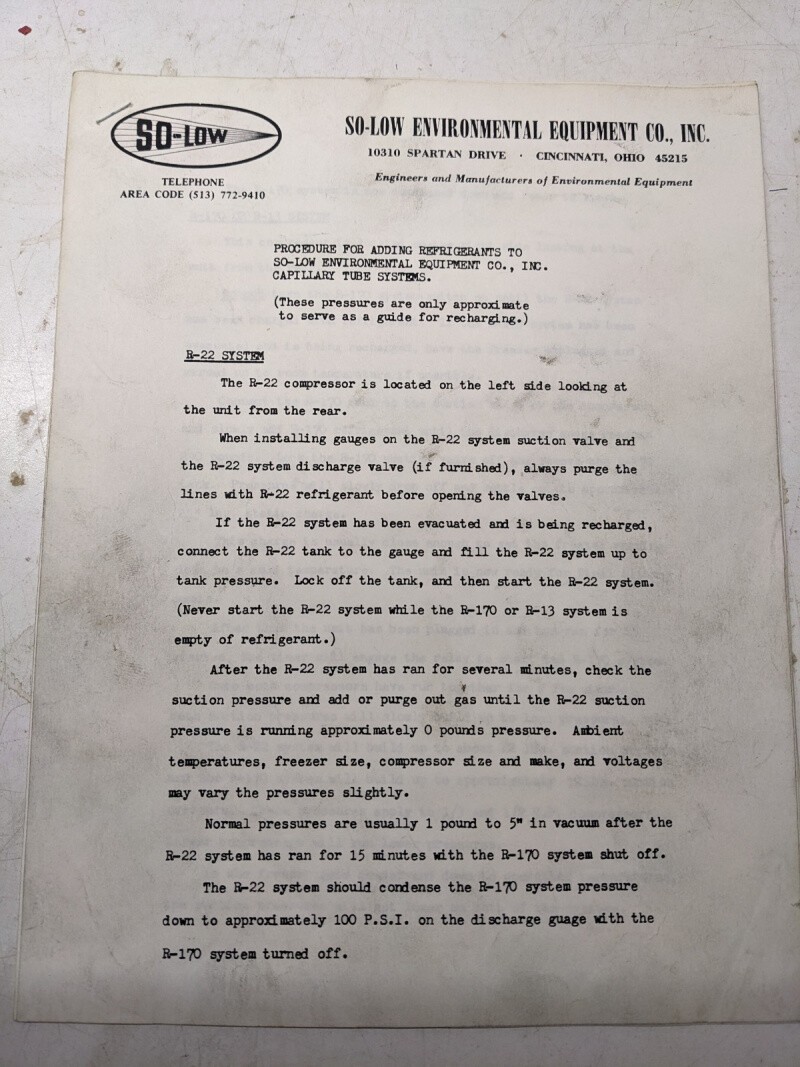 SO-LOW
TELEPHONE
AREA CODE (513) 772-9410
SO-LOW ENVIRONMENTAL EQUIPMENT CO., INC.
10310 SPARTAN DRIVE · CINCINNATI, OHIO 45215
Engineers and Manufacturers of Environmental Equipment
PROCEDURE FOR ADDING REFRIGERANTS TO
SO-LOW ENVIRONMENTAL EQUIPMENT CO., INC.
CAPILLARY TUBE SYSTEMS.
(These pressures are only approximate
to serve as a guide for recharging.)
R-22 SYSTEM
The R-22 compressor is located on the left side looking at
the unit from the rear.
When installing gauges on the R-22 system suction valve and
the R-22 system discharge valve (if furnished), always purge the
lines with R-22 refrigerant before opening the valves.
If the R-22 system has been evacuated and is being recharged,
connect the R-22 tank to the gauge and fill the R-22 system up to
tank pressure. Lock off the tank, and then start the R-22 system.
(Never start the R-22 system while the R-170 or R-13 system is
empty of refrigerant.)
After the R-22 system has ran for several minutes, check the
suction pressure and add or purge out gas until the R-22 suction
pressure is running approximately 0 pounds pressure. Ambient
temperatures, freezer size, compressor size and make, and voltages
may vary the pressures slightly.
Normal pressures are usually 1 pound to 5" in vacuum after the
R-22 system has ran for 15 minutes with the R-170 system shut off.
The R-22 system should condense the R-170 system pressure
down to approximately 100 P.S.I. on the discharge guage with the
R-170 system turned off.